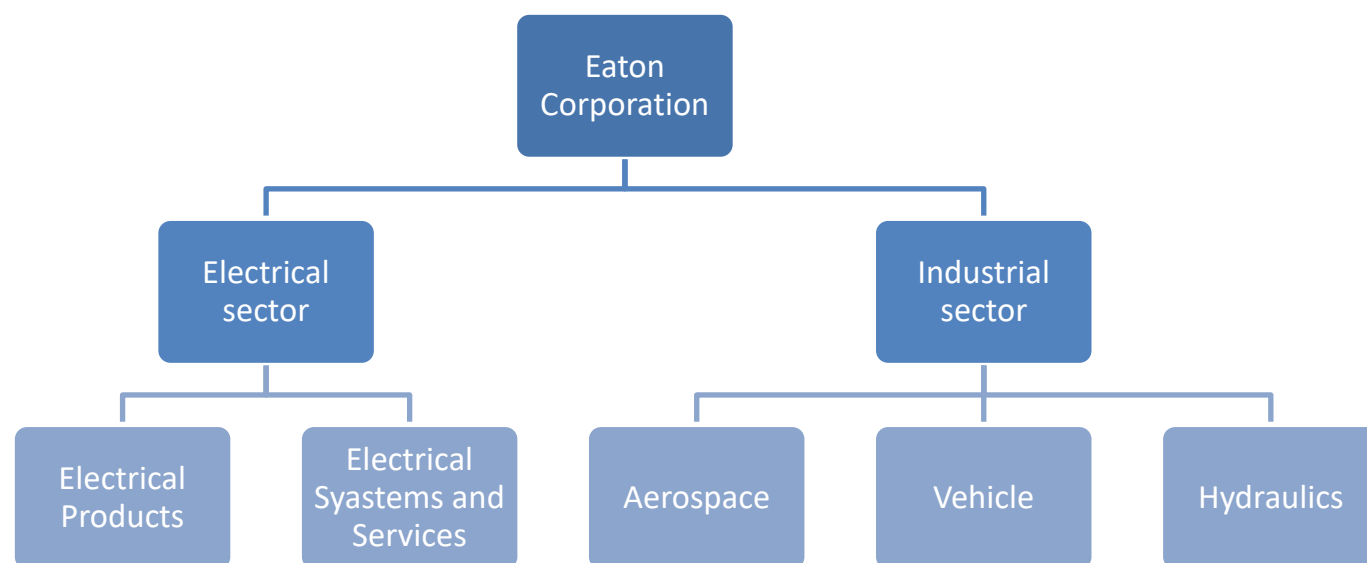 Eaton
Corporation
Electrical
sector
Industrial
sector
Electrical
Products
Electrical
Syastems and
Services
Aerospace
Vehicle
Hydraulics